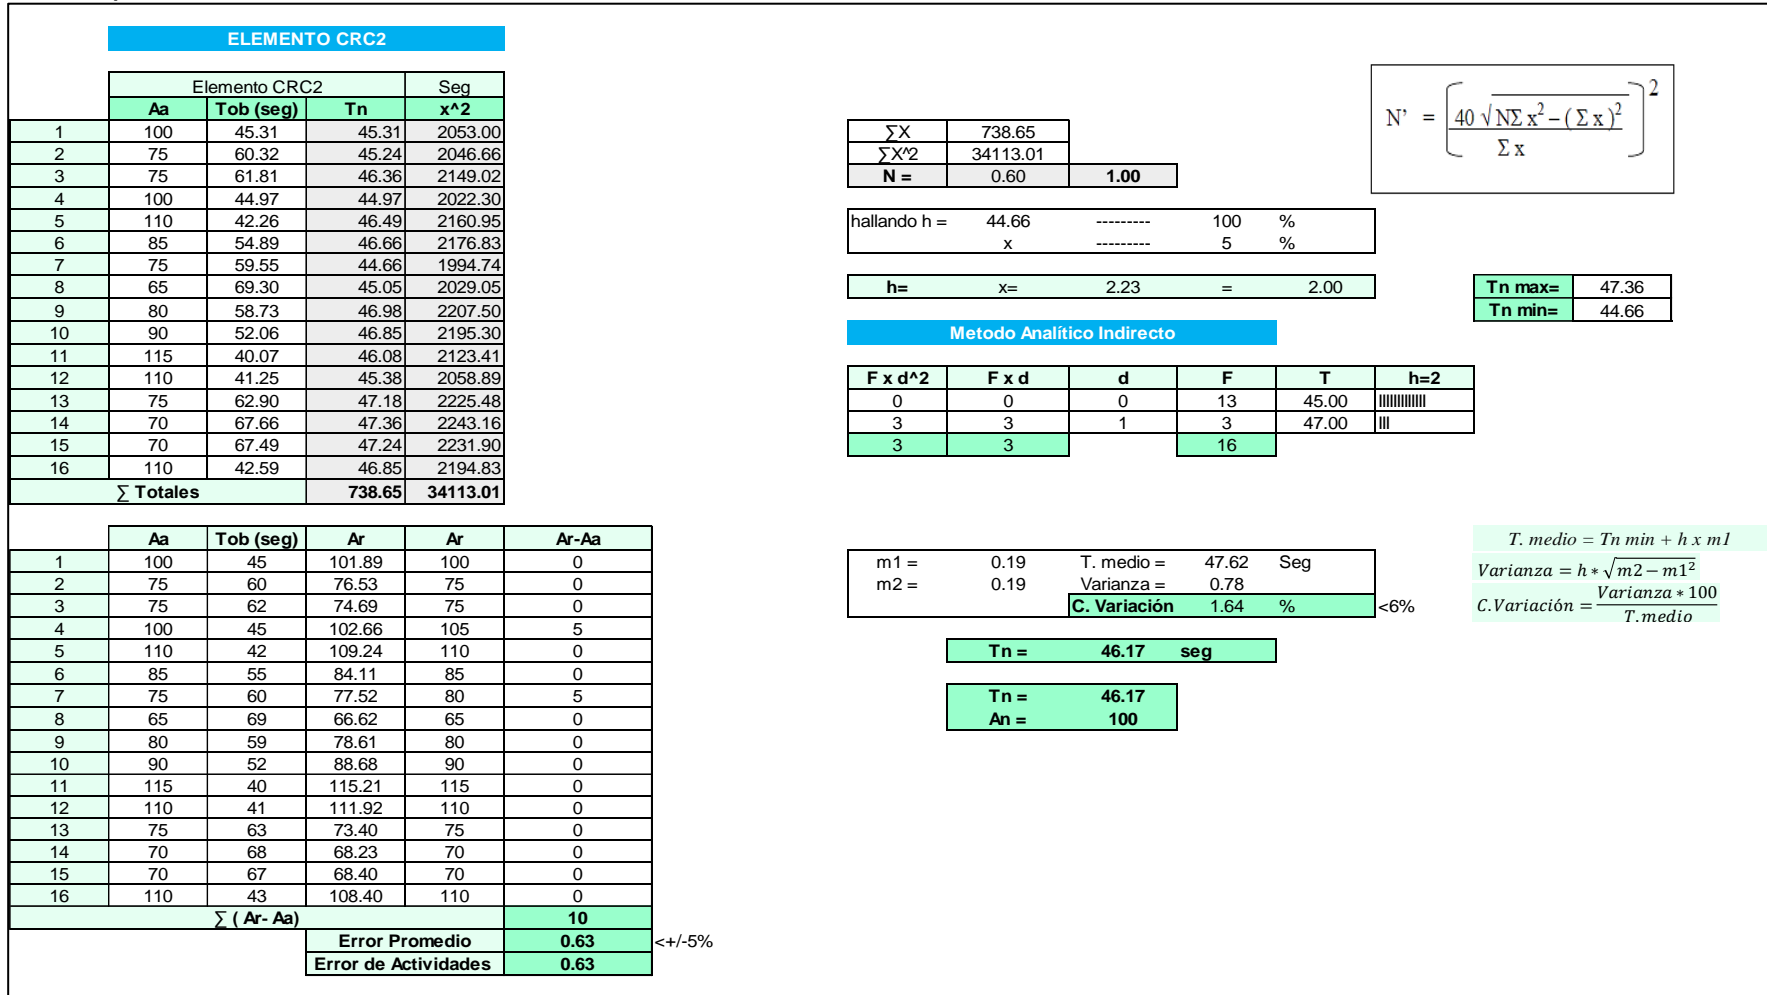 ELEMENTO CRC2
Elemento CRC2 Seg
Aa Tob (seg) Tn x^2
1 100 45.31 45.31 2053.00
2 75 60.32 45.24 2046.66
3 75 61.81 46.36 2149.02
4 100 44.97 44.97 2022.30
5 110 42.26 46.49 2160.95
6 85 54.89 46.66 2176.83
7 75 59.55 44.66 1994.74
8 65 69.30 45.05 2029.05
9 80 58.73 46.98 2207.50
10 90 52.06 46.85 2195.30
11 115 40.07 46.08 2123.41
12 110 41.25 45.38 2058.89
13 75 62.90 47.18 2225.48
14 70 67.66 47.36 2243.16
15 70 67.49 47.24 2231.90
16 110 42.59 46.85 2194.83
∑ Totales 738.65 34113.01
∑X 738.65
∑X^2 34113.01
N = 0.60 1.00
N' = [40 √NΣ x² – (Σ x)² / Σ x]²
hallando h = 44.66 --------- 100 %
x --------- 5 %
h= x= 2.23 = 2.00
Tn max= 47.36
Tn min= 44.66
Metodo Analítico Indirecto
F x d^2 F x d d F T h=2
0 0 0 13 45.00 IIIIIIIIIIIII
3 3 1 3 47.00 III
3 3 16
Aa Tob (seg) Ar Ar Ar-Aa
1 100 45 101.89 100 0
2 75 60 76.53 75 0
3 75 62 74.69 75 0
4 100 45 102.66 105 5
5 110 42 109.24 110 0
6 85 55 84.11 85 0
7 75 60 77.52 80 5
8 65 69 66.62 65 0
9 80 59 78.61 80 0
10 90 52 88.68 90 0
11 115 40 115.21 115 0
12 110 41 111.92 110 0
13 75 63 73.40 75 0
14 70 68 68.23 70 0
15 70 67 68.40 70 0
16 110 43 108.40 110 0
∑ ( Ar- Aa) 10
Error Promedio 0.63 <+/-5%
Error de Actividades 0.63
m1 = 0.19 T. medio = 47.62 Seg
m2 = 0.19 Varianza = 0.78
C. Variación 1.64 % <6%
T. medio = Tn min + h x m1
Varianza = h * √m2 − m1²
C.Variación = Varianza * 100 / T.medio
Tn = 46.17 seg
Tn = 46.17
An = 100